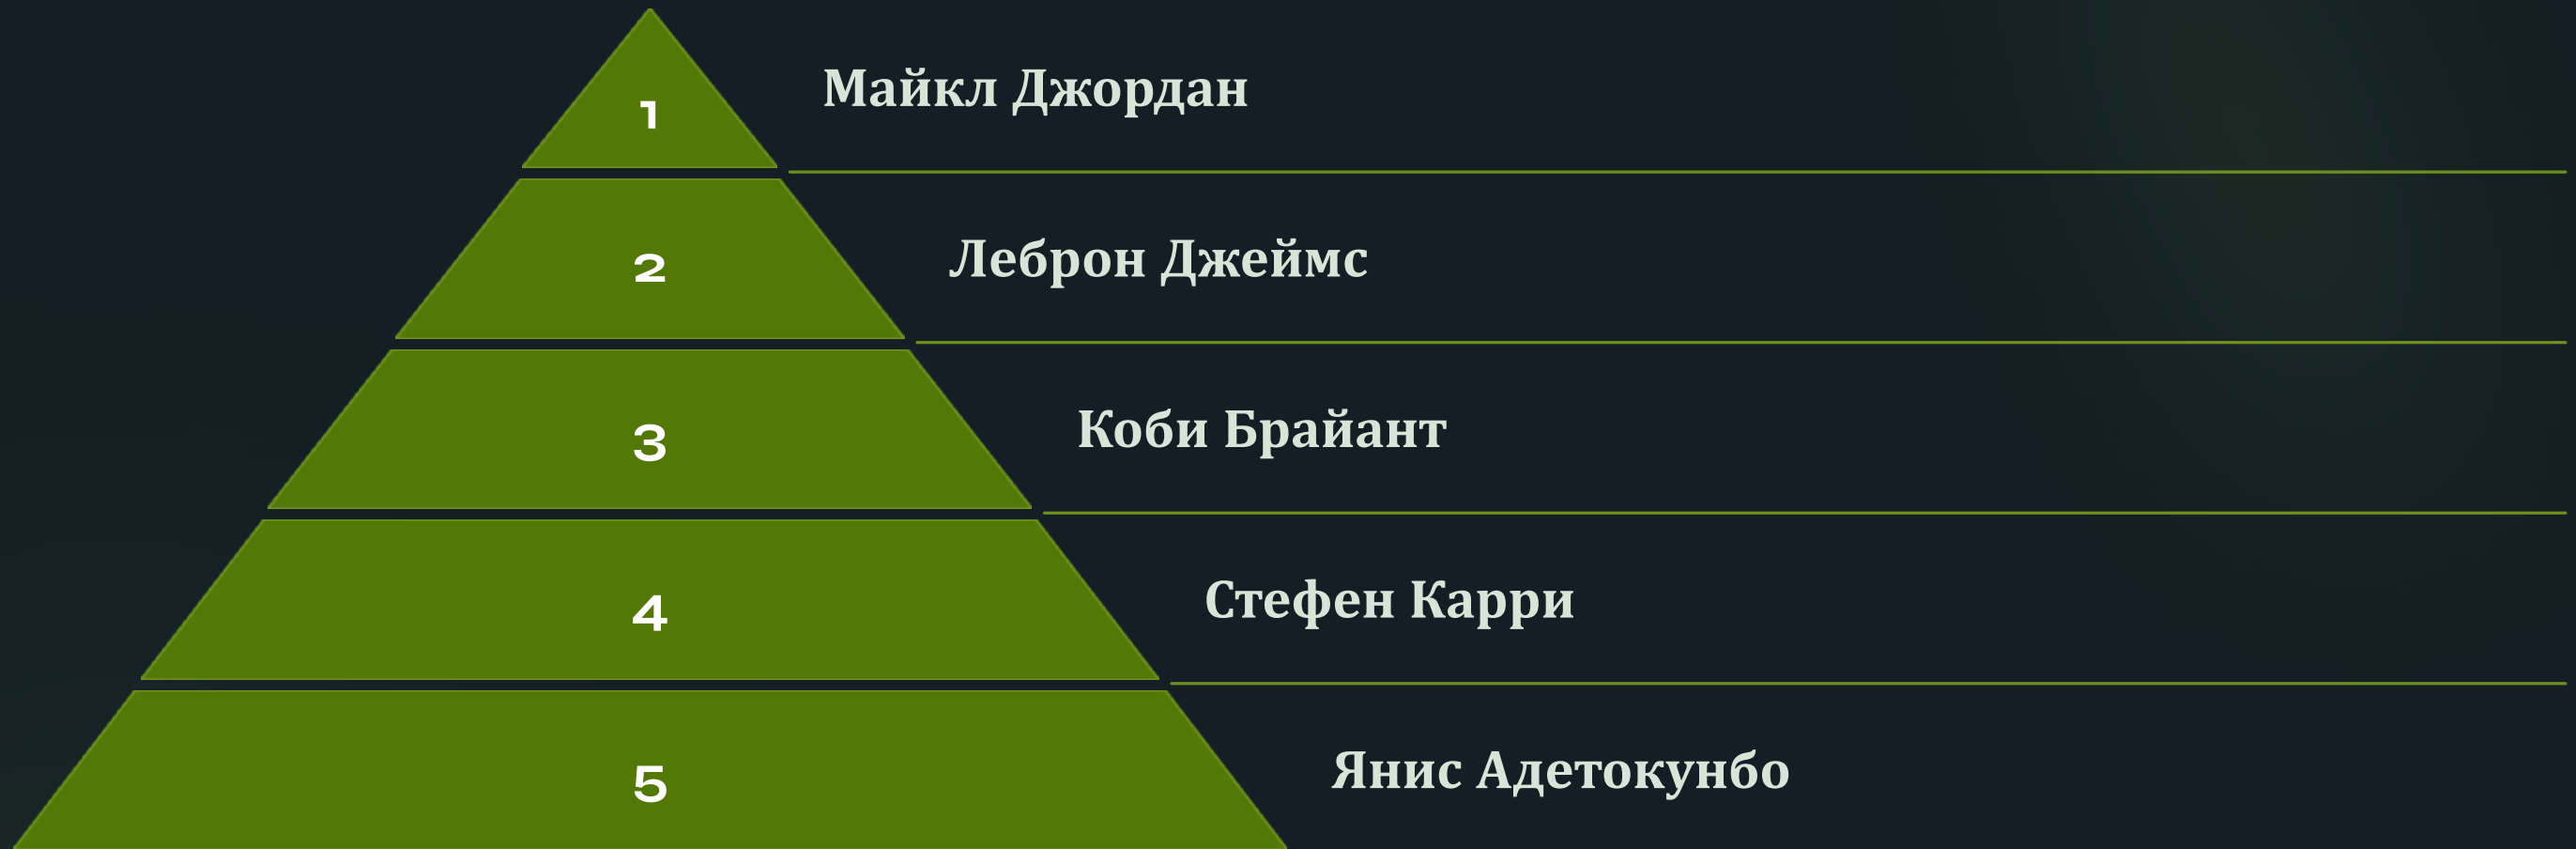 1
Майкл Джордан
2
Леброн Джеймс
3
Коби Брайант
4
Стефен Карри
5
Янис Адетокунбо